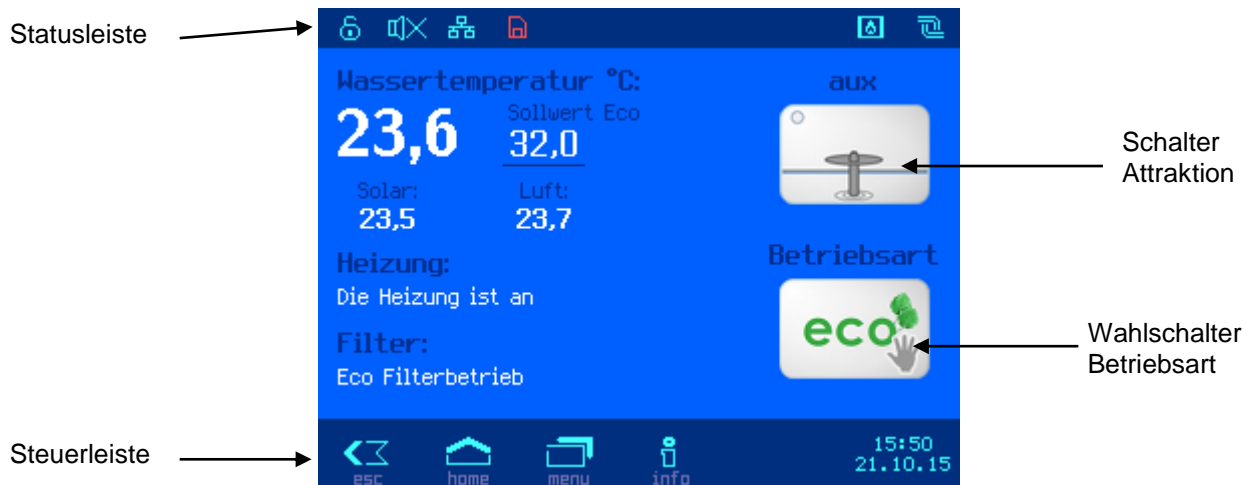 Statusleiste
Wassertemperatur °C:
aux
23,6
Sollwert Eco
32,0
Solar:
Luft:
23,5
23,7
Schalter
Attraktion
Heizung:
Die Heizung ist an
Betriebsart
eco
Filter:
Eco Filterbetrieb
Wahlschalter
Betriebsart
Steuerleiste
esc
home
menu
info
15:50
21.10.15